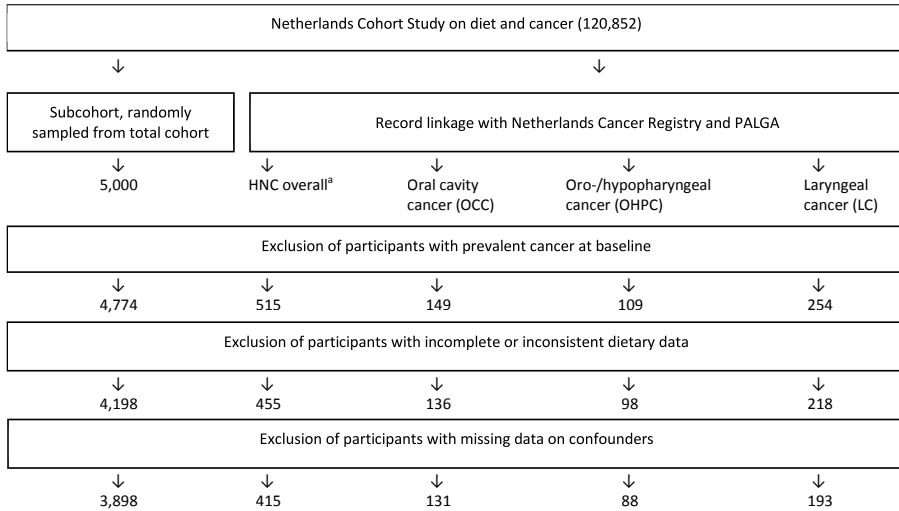 Netherlands Cohort Study on diet and cancer (120,852)
↓ ↓
Subcohort, randomly
sampled from total cohort
Record linkage with Netherlands Cancer Registry and PALGA
↓ ↓ ↓ ↓ ↓
5,000 HNC overallᵃ Oral cavity Oro-/hypopharyngeal Laryngeal
cancer (OCC) cancer (OHPC) cancer (LC)
Exclusion of participants with prevalent cancer at baseline
↓ ↓ ↓ ↓ ↓
4,774 515 149 109 254
Exclusion of participants with incomplete or inconsistent dietary data
↓ ↓ ↓ ↓ ↓
4,198 455 136 98 218
Exclusion of participants with missing data on confounders
↓ ↓ ↓ ↓ ↓
3,898 415 131 88 193